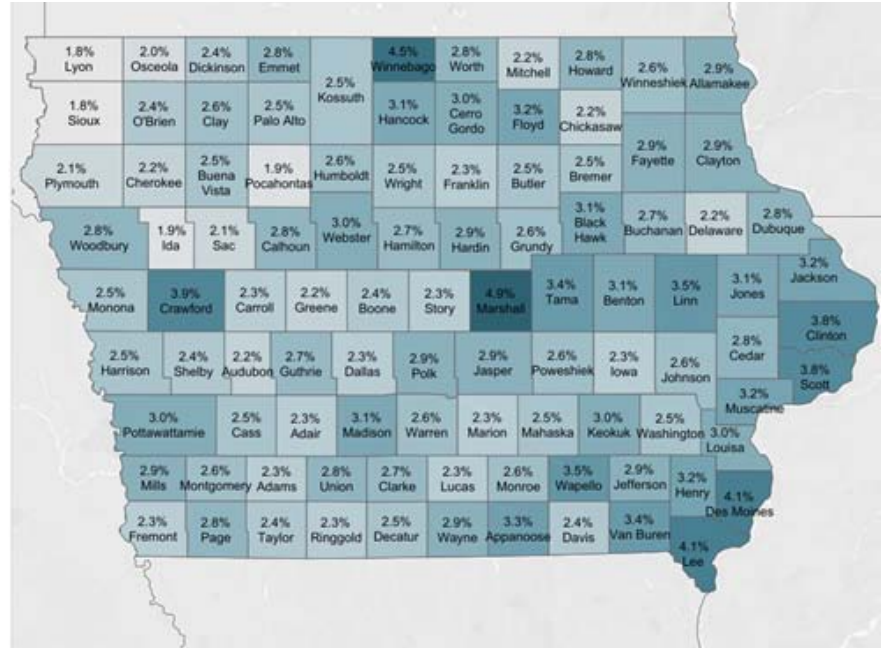 1.8%
Lyon
2.0%
Osceola
2.4%
Dickinson
2.8%
Emmet
2.5%
Kossuth
4.5%
Winnebago
2.8%
Worth
2.2%
Mitchell
2.8%
Howard
2.6%
Winneshiek
2.9%
Allamakee
1.8%
Sioux
2.4%
O'Brien
2.6%
Clay
2.5%
Palo Alto
3.1%
Hancock
3.0%
Cerro
Gordo
3.2%
Floyd
2.2%
Chickasaw
2.9%
Fayette
2.9%
Clayton
2.1%
Plymouth
2.2%
Cherokee
2.5%
Buena
Vista
1.9%
Pocahontas
2.6%
Humboldt
2.5%
Wright
2.3%
Franklin
2.5%
Butler
2.5%
Bremer
2.8%
Woodbury
1.9%
Ida
2.1%
Sac
2.8%
Calhoun
3.0%
Webster
2.7%
Hamilton
2.9%
Hardin
2.6%
Grundy
3.1%
Black
Hawk
2.7%
Buchanan
2.2%
Delaware
2.8%
Dubuque
2.5%
Monona
3.9%
Crawford
2.3%
Carroll
2.2%
Greene
2.4%
Boone
2.3%
Story
4.9%
Marshall
3.4%
Tama
3.1%
Benton
3.5%
Linn
3.1%
Jones
3.2%
Jackson
3.8%
Clinton
2.5%
Harrison
2.4%
Shelby
2.2%
Audubon
2.7%
Guthrie
2.3%
Dallas
2.9%
Polk
2.9%
Jasper
2.6%
Poweshiek
2.3%
Iowa
2.6%
Johnson
2.8%
Cedar
3.8%
Scott
3.2%
Muscatine
3.0%
Pottawattamie
2.5%
Cass
2.3%
Adair
3.1%
Madison
2.6%
Warren
2.3%
Marion
2.5%
Mahaska
3.0%
Keokuk
2.5%
Washington
3.0%
Louisa
2.9%
Mills
2.6%
Montgomery
2.3%
Adams
2.8%
Union
2.7%
Clarke
2.3%
Lucas
2.6%
Monroe
3.5%
Wapello
2.9%
Jefferson
3.2%
Henry
4.1%
Des Moines
2.3%
Fremont
2.8%
Page
2.4%
Taylor
2.3%
Ringgold
2.5%
Decatur
2.9%
Wayne
3.3%
Appanoose
2.4%
Davis
3.4%
Van Buren
4.1%
Lee